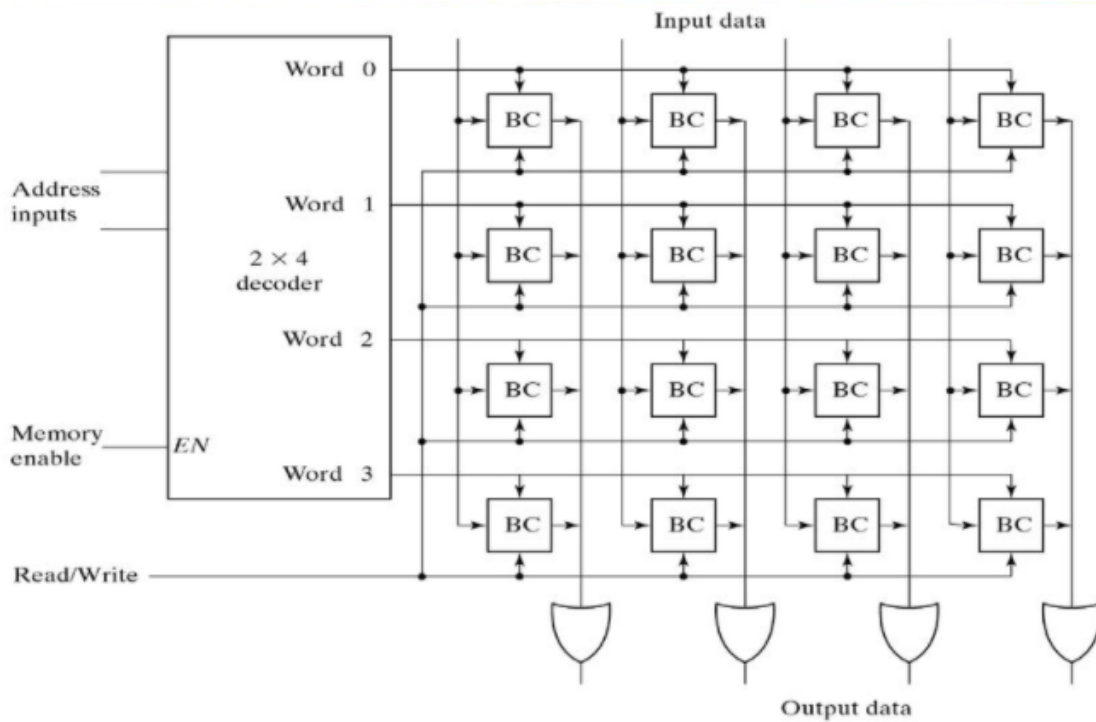 Input data
Word 0
BC BC BC BC
Address
inputs
Word 1
2 × 4
decoder
BC BC BC BC
Word 2
BC BC BC BC
Memory
enable
EN
Word 3
BC BC BC BC
Read/Write
Output data